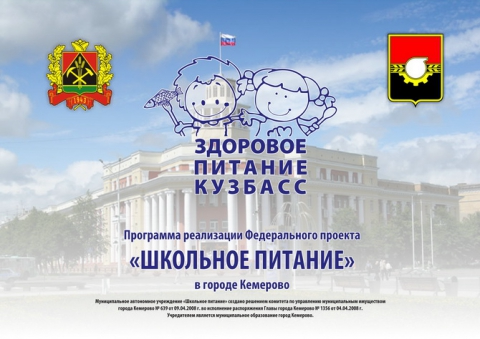 ЗДОРОВОЕ
ПИТАНИЕ
КУЗБАСС
Программа реализации Федерального проекта
«ШКОЛЬНОЕ ПИТАНИЕ»
в городе Кемерово
Муниципальное автономное учреждение «Школьное питание» создано решением комитета по управлению муниципальным имуществом
города Кемерово № 639 от 09.04.2008 г. во исполнение распоряжения Главы города Кемерово № 1356 от 04.04.2008 г.
Учредителем является муниципальное образование город Кемерово.